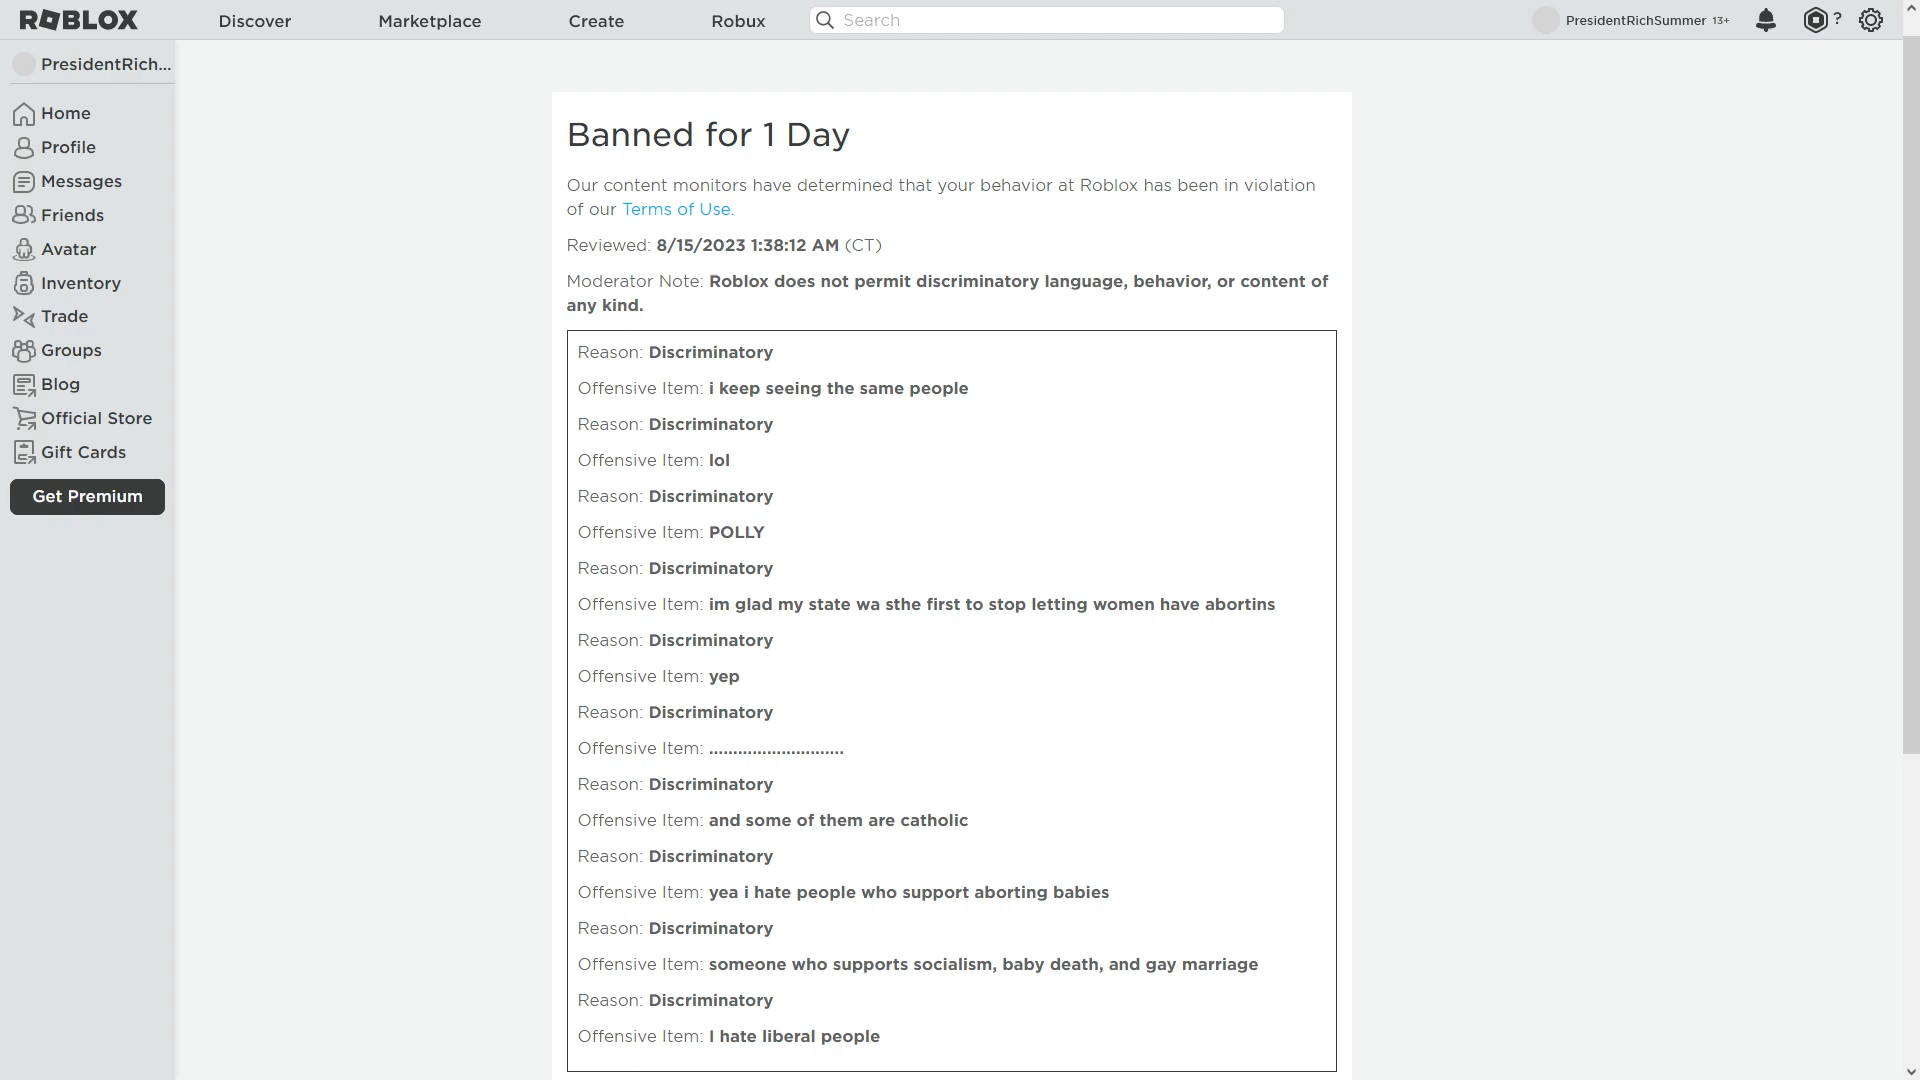 ROBLOX
Discover
Marketplace
Create
Robux
Search
PresidentRichSummer 13+
?
PresidentRich...
Home
Profile
Messages
Friends
Avatar
Inventory
Trade
Groups
Blog
Official Store
Gift Cards
Get Premium
Banned for 1 Day
Our content monitors have determined that your behavior at Roblox has been in violation
of our Terms of Use.
Reviewed: 8/15/2023 1:38:12 AM (CT)
Moderator Note: Roblox does not permit discriminatory language, behavior, or content of
any kind.
Reason: Discriminatory
Offensive Item: i keep seeing the same people
Reason: Discriminatory
Offensive Item: lol
Reason: Discriminatory
Offensive Item: POLLY
Reason: Discriminatory
Offensive Item: im glad my state wa sthe first to stop letting women have abortins
Reason: Discriminatory
Offensive Item: yep
Reason: Discriminatory
Offensive Item: ............................
Reason: Discriminatory
Offensive Item: and some of them are catholic
Reason: Discriminatory
Offensive Item: yea i hate people who support aborting babies
Reason: Discriminatory
Offensive Item: someone who supports socialism, baby death, and gay marriage
Reason: Discriminatory
Offensive Item: I hate liberal people